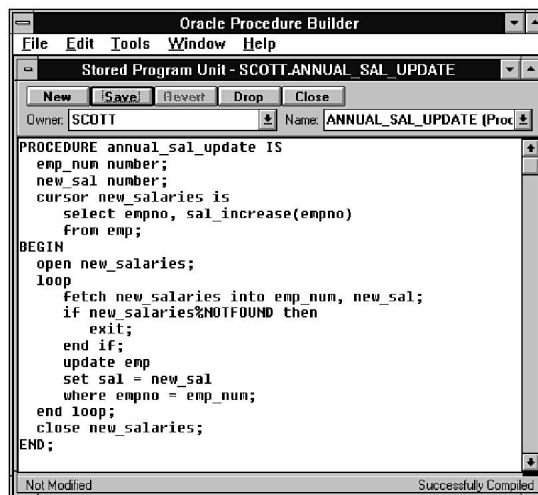 Oracle Procedure Builder
File Edit Tools Window Help
Stored Program Unit - SCOTT.ANNUAL_SAL_UPDATE
New Save Revert Drop Close
Owner: SCOTT Name: ANNUAL_SAL_UPDATE (Proc
PROCEDURE annual_sal_update IS
emp_num number;
new_sal number;
cursor new_salaries is
select empno, sal_increase(empno)
from emp;
BEGIN
open new_salaries;
loop
fetch new_salaries into emp_num, new_sal;
if new_salaries%NOTFOUND then
exit;
end if;
update emp
set sal = new_sal
where empno = emp_num;
end loop;
close new_salaries;
END;
Not Modified Successfully Compiled